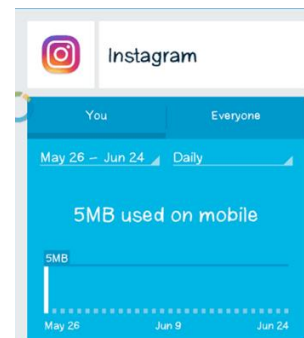 Instagram
You
Everyone
May 26 – Jun 24
Daily
5MB used on mobile
5MB
May 26
Jun 9
Jun 24